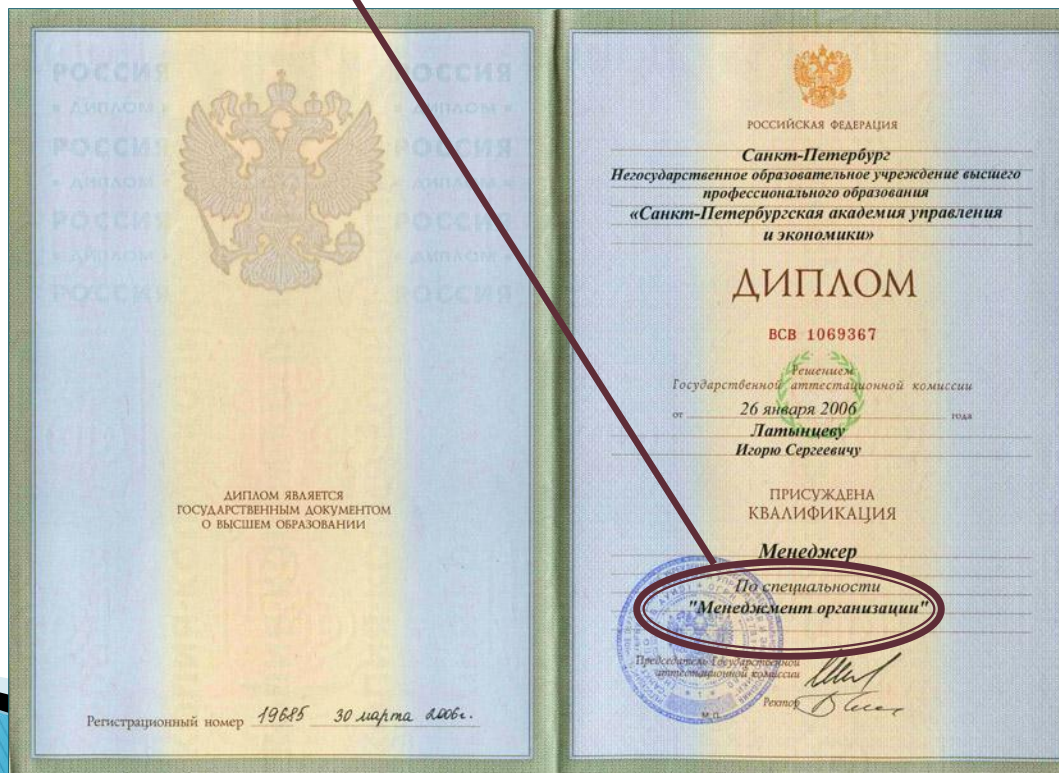 РОССИЯ РОССИЯ
• ДИПЛОМ • • ДИПЛОМ •
РОССИЯ РОССИЯ
• ДИПЛОМ • • ДИПЛОМ •
РОССИЯ РОССИЯ
• ДИПЛОМ • • ДИПЛОМ •
РОССИЯ РОССИЯ
ДИПЛОМ ЯВЛЯЕТСЯ
ГОСУДАРСТВЕННЫМ ДОКУМЕНТОМ
О ВЫСШЕМ ОБРАЗОВАНИИ
Регистрационный номер 19685 30 марта 2006г.
РОССИЙСКАЯ ФЕДЕРАЦИЯ
Санкт-Петербург
Негосударственное образовательное учреждение высшего
профессионального образования
«Санкт-Петербургская академия управления
и экономики»
ДИПЛОМ
ВСВ 1069367
Решением
Государственной аттестационной комиссии
от 26 января 2006 года
Латынцеву
Игорю Сергеевичу
ПРИСУЖДЕНА
КВАЛИФИКАЦИЯ
Менеджер
По специальности
"Менеджмент организации"
Председатель Государственной
аттестационной комиссии
Ректор
М.П.